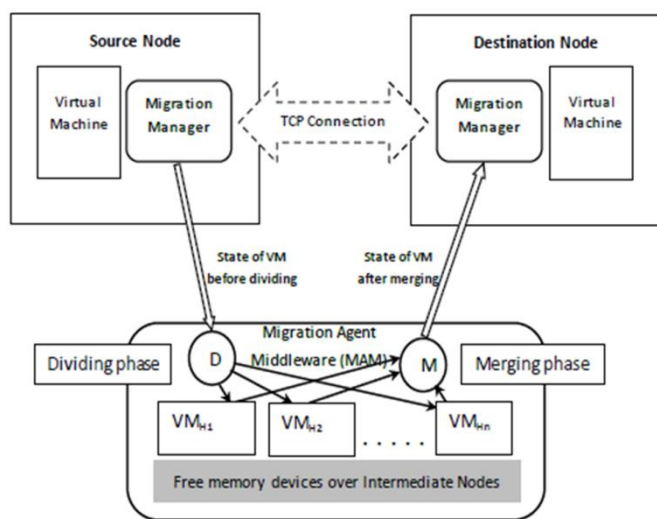 Source Node
Destination Node
Virtual
Machine
Migration
Manager
TCP Connection
Migration
Manager
Virtual
Machine
State of VM
before dividing
State of VM
after merging
Migration Agent
Middleware (MAM)
Dividing phase
D
M
Merging phase
VMH1
VMH2
. . . . .
VMHn
Free memory devices over Intermediate Nodes